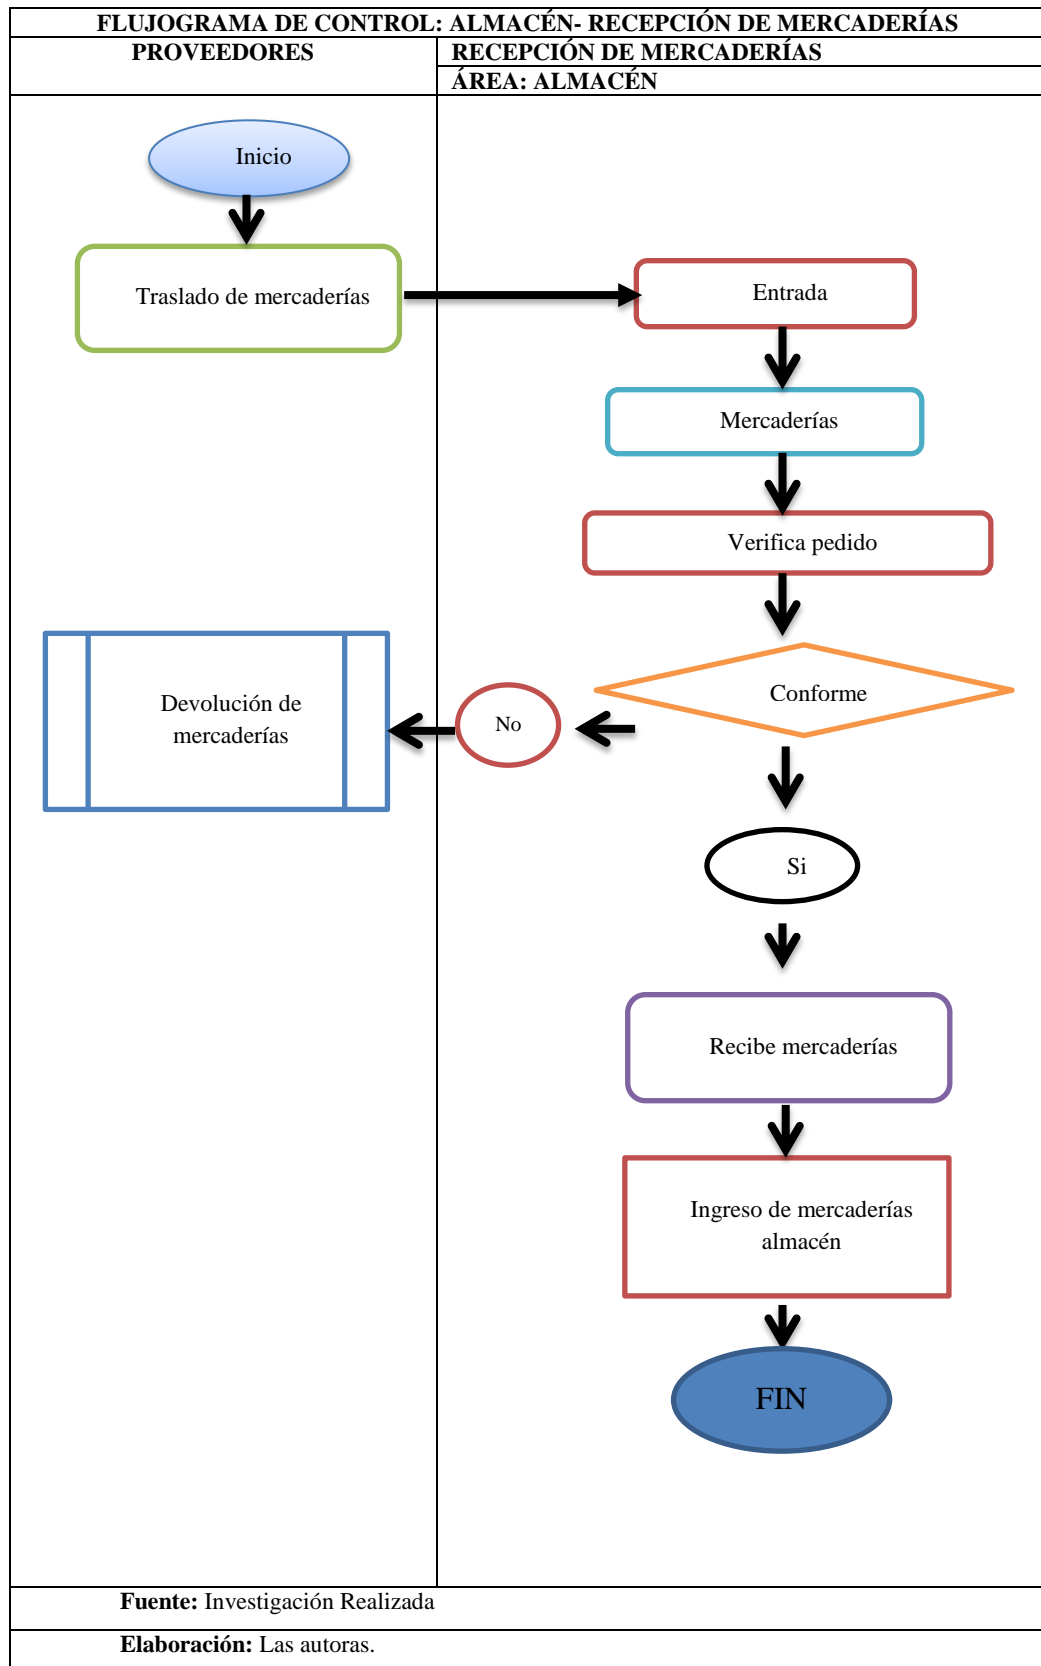 FLUJOGRAMA DE CONTROL: ALMACÉN- RECEPCIÓN DE MERCADERÍAS
PROVEEDORES
RECEPCIÓN DE MERCADERÍAS
ÁREA: ALMACÉN
Inicio
Traslado de mercaderías
Entrada
Mercaderías
Verifica pedido
Conforme
No
Devolución de
mercaderías
Si
Recibe mercaderías
Ingreso de mercaderías
almacén
FIN
Fuente: Investigación Realizada
Elaboración: Las autoras.